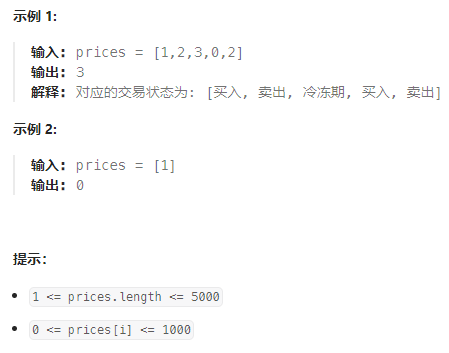 示例 1:
输入: prices = [1,2,3,0,2]
输出: 3
解释: 对应的交易状态为: [买入, 卖出, 冷冻期, 买入, 卖出]
示例 2:
输入: prices = [1]
输出: 0
提示：
1 <= prices.length <= 5000
0 <= prices[i] <= 1000